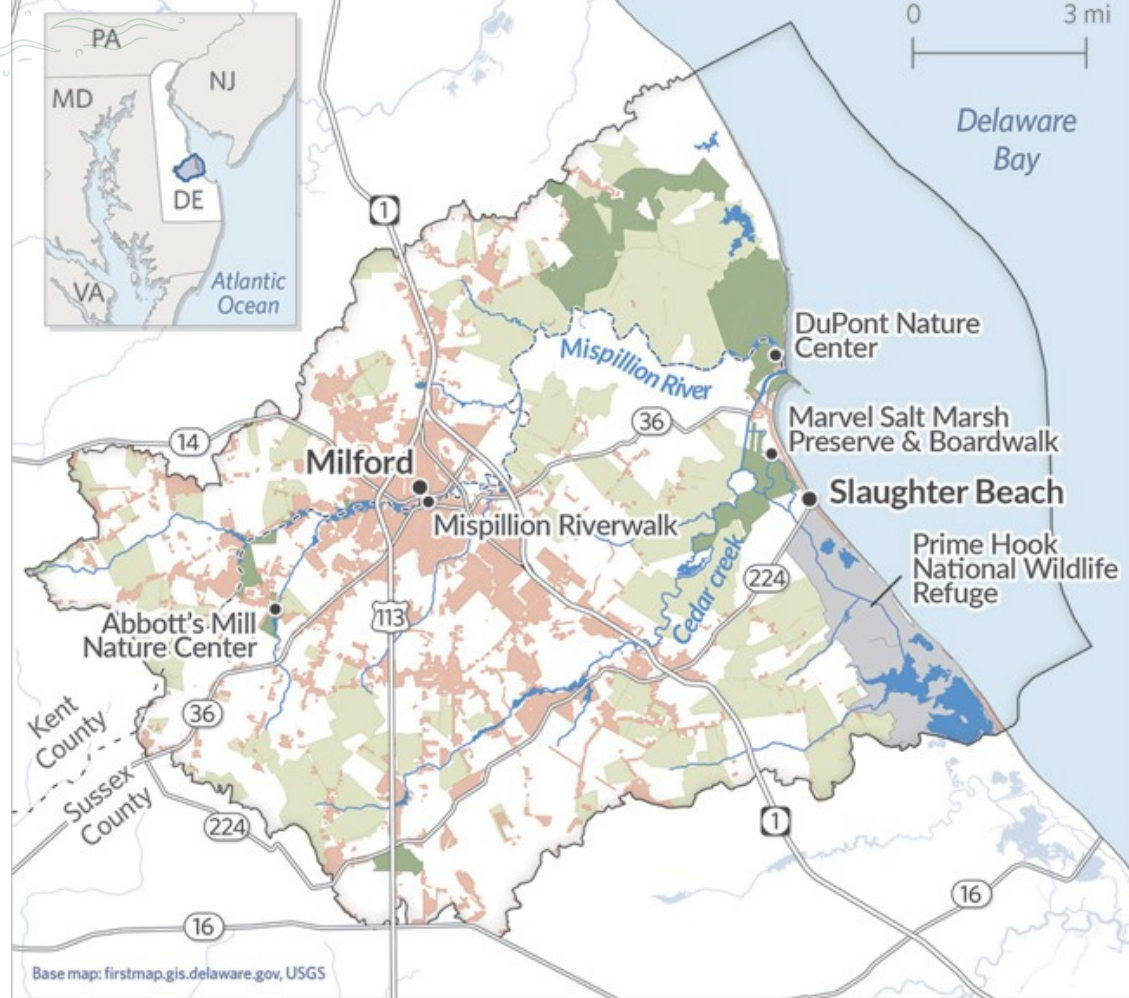 PA
MD
NJ
DE
VA
Atlantic
Ocean
0
3 mi
Delaware
Bay
1
DuPont Nature
Center
Mispillion River
36
Marvel Salt Marsh
Preserve & Boardwalk
14
Milford
Slaughter Beach
Mispillion Riverwalk
Prime Hook
National Wildlife
Refuge
Cedar creek
224
113
Abbott's Mill
Nature Center
36
Kent
County
Sussex
County
224
1
16
16
Base map: firstmap.gis.delaware.gov, USGS